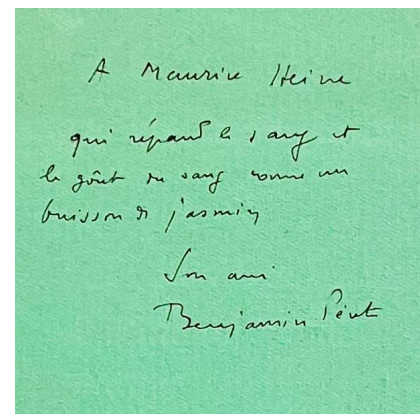 A Maurice Heine
qui répand le sang et
le goût du sang comme un
buisson de jasmin
Son ami
Benjamin Péret